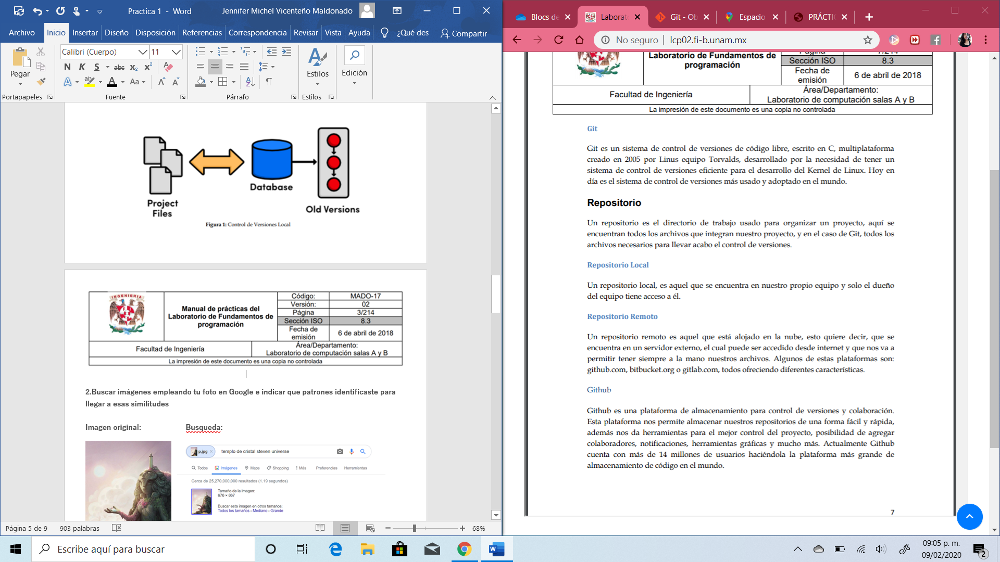 Practica 1 - Word
Jennifer Michel Vicenteño Maldonado
Archivo Inicio Insertar Diseño Disposición Referencias Correspondencia Revisar Vista Ayuda ¿Qué des Compartir
Pegar
Calibri (Cuerpo) 11
N K S abc x₂ x²
A A Aa A A
Estilos
Edición
Portapapeles Fuente Párrafo Estilos
Project
Files
Database
Old Versions
Figura 1: Control de Versiones Local
INGENIERIA
Manual de prácticas del
Laboratorio de Fundamentos de
programación
Código: MADO-17
Versión: 02
Página 3/214
Sección ISO 8.3
Fecha de
emisión
6 de abril de 2018
Facultad de Ingeniería
Área/Departamento:
Laboratorio de computación salas A y B
La impresión de este documento es una copia no controlada
2.Buscar imágenes empleando tu foto en Google e indicar que patrones identificaste para
llegar a esas similitudes
Imagen original: Busqueda:
p.jpg × templo de cristal steven universe
Todos Imágenes Maps Shopping Más Preferencias Herramientas
Cerca de 25,270,000,000 resultados (1.19 segundos)
Tamaño de la imagen:
676 × 867
Buscar esta imagen en otros tamaños:
Todos los tamaños - Mediano - Grande
Página 5 de 9 903 palabras 68%
Blocs de Laborat Git - Ob Espacio PRÁCTI
No seguro | lcp02.fi-b.unam.mx
Laboratorio de Fundamentos de
programación
Página 7/214
Sección ISO 8.3
Fecha de
emisión
6 de abril de 2018
Facultad de Ingeniería
Área/Departamento:
Laboratorio de computación salas A y B
La impresión de este documento es una copia no controlada
Git
Git es un sistema de control de versiones de código libre, escrito en C, multiplataforma
creado en 2005 por Linus equipo Torvalds, desarrollado por la necesidad de tener un
sistema de control de versiones eficiente para el desarrollo del Kernel de Linux. Hoy en
día es el sistema de control de versiones más usado y adoptado en el mundo.
Repositorio
Un repositorio es el directorio de trabajo usado para organizar un proyecto, aquí se
encuentran todos los archivos que integran nuestro proyecto, y en el caso de Git, todos los
archivos necesarios para llevar acabo el control de versiones.
Repositorio Local
Un repositorio local, es aquel que se encuentra en nuestro propio equipo y solo el dueño
del equipo tiene acceso a él.
Repositorio Remoto
Un repositorio remoto es aquel que está alojado en la nube, esto quiere decir, que se
encuentra en un servidor externo, el cual puede ser accedido desde internet y que nos va a
permitir tener siempre a la mano nuestros archivos. Algunos de estas plataformas son:
github.com, bitbucket.org o gitlab.com, todos ofreciendo diferentes características.
Github
Github es una plataforma de almacenamiento para control de versiones y colaboración.
Esta plataforma nos permite almacenar nuestros repositorios de una forma fácil y rápida,
además nos da herramientas para el mejor control del proyecto, posibilidad de agregar
colaboradores, notificaciones, herramientas gráficas y mucho más. Actualmente Github
cuenta con más de 14 millones de usuarios haciéndola la plataforma más grande de
almacenamiento de código en el mundo.
7
Escribe aquí para buscar
09:05 p. m.
09/02/2020
2